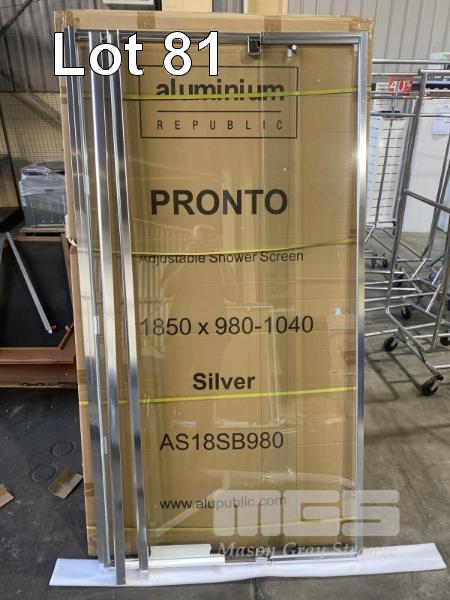 Lot 81
aluminium
REPUBLIC
PRONTO
Adjustable Shower Screen
1850 x 980-1040
Silver
AS18SB980
www.alupublic.com
MGS
Mason Gray Strange